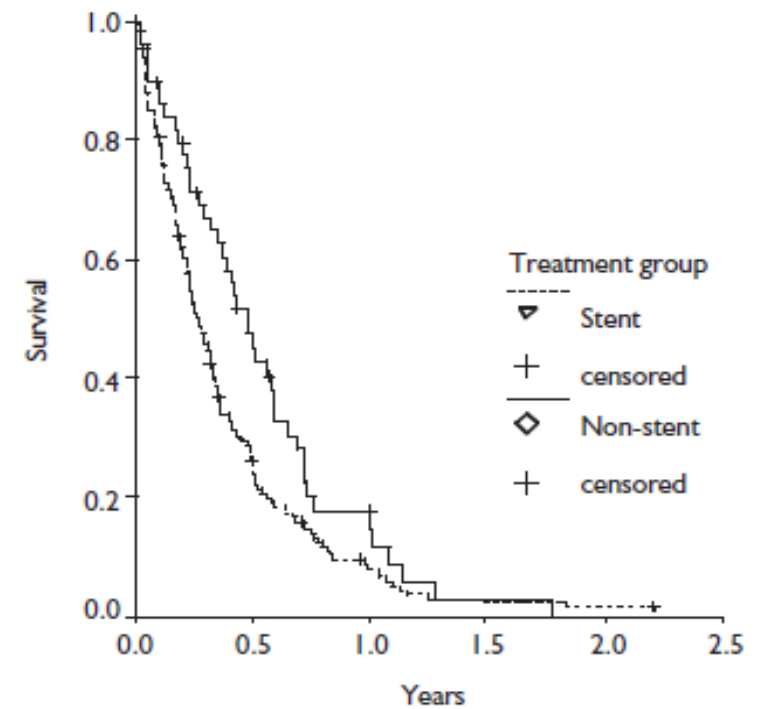 1.0
0.8
0.6
0.4
0.2
0.0
Survival
0.0 0.5 1.0 1.5 2.0 2.5
Years
Treatment group
Stent
censored
Non-stent
censored